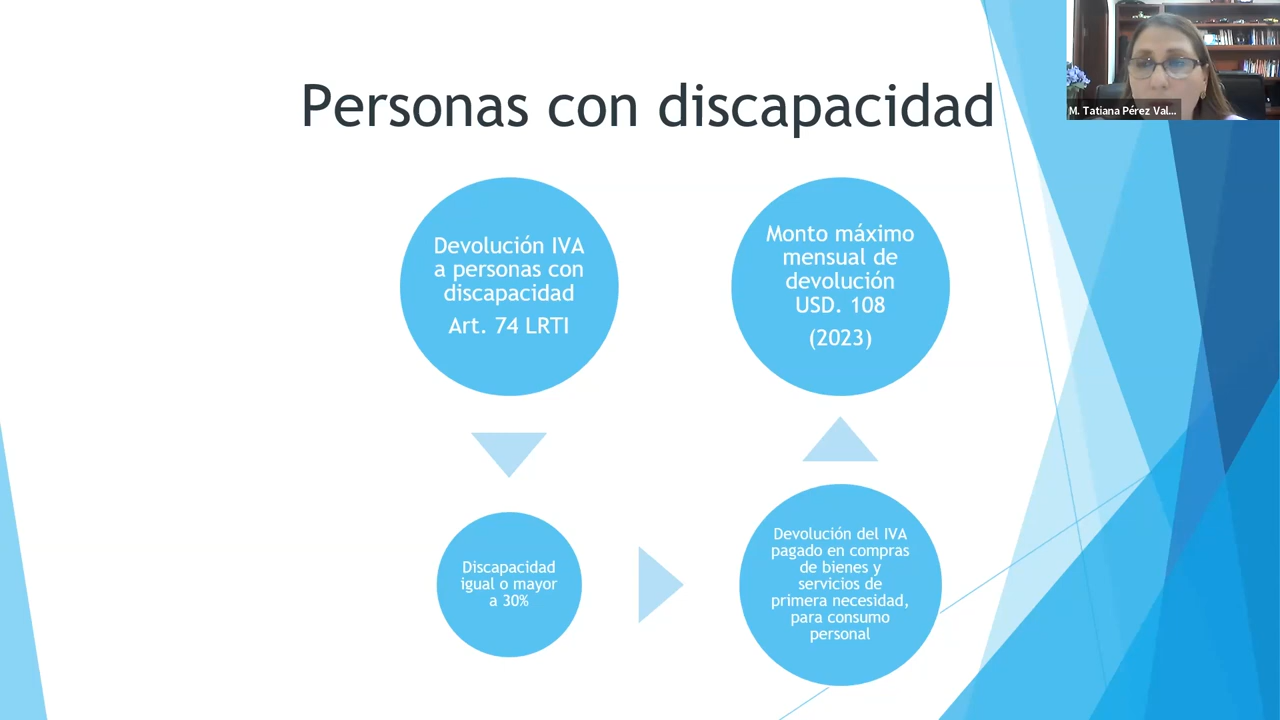 Personas con discapacidad
M. Tatiana Pérez Val...
Devolución IVA
a personas con
discapacidad
Art. 74 LRTI
Discapacidad
igual o mayor
a 30%
Devolución del IVA
pagado en compras
de bienes y
servicios de
primera necesidad,
para consumo
personal
Monto máximo
mensual de
devolución
USD. 108
(2023)